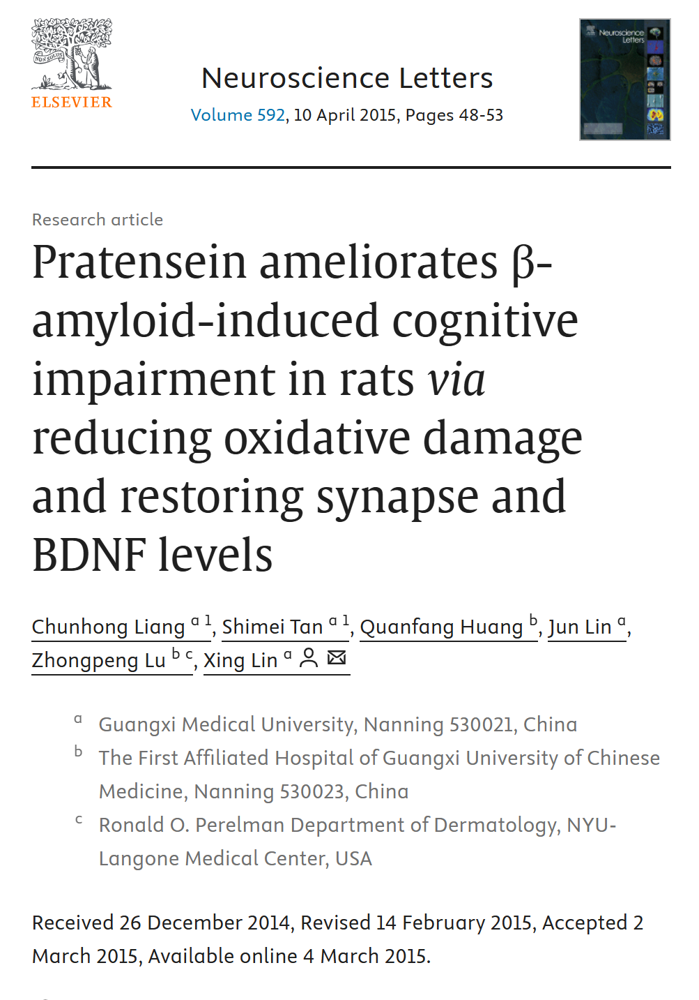 NON SOLUS
ELSEVIER
Neuroscience Letters
Volume 592, 10 April 2015, Pages 48-53
Neuroscience
Letters
Research article
Pratensein ameliorates β-
amyloid-induced cognitive
impairment in rats via
reducing oxidative damage
and restoring synapse and
BDNF levels
Chunhong Liang a 1, Shimei Tan a 1, Quanfang Huang b, Jun Lin a,
Zhongpeng Lu b c, Xing Lin a
a Guangxi Medical University, Nanning 530021, China
b The First Affiliated Hospital of Guangxi University of Chinese
Medicine, Nanning 530023, China
c Ronald O. Perelman Department of Dermatology, NYU-
Langone Medical Center, USA
Received 26 December 2014, Revised 14 February 2015, Accepted 2
March 2015, Available online 4 March 2015.